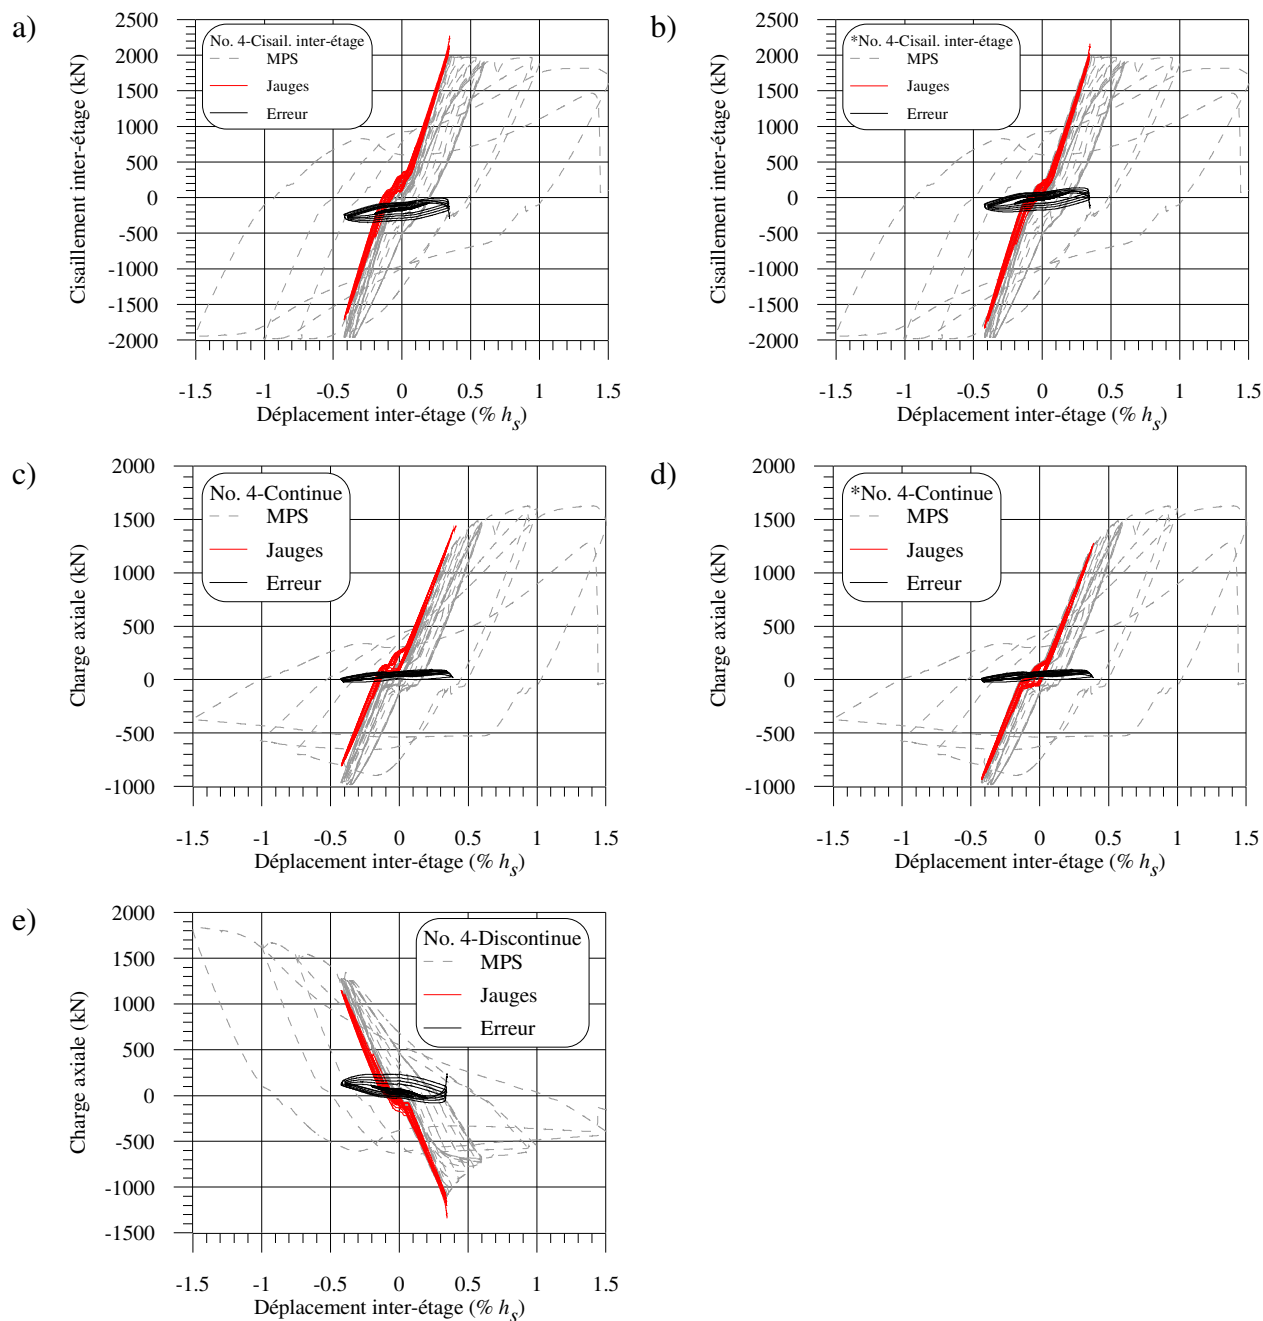 a)
No. 4-Cisail. inter-étage
MPS
Jauges
Erreur
2500
2000
1500
1000
500
0
-500
-1000
-1500
-2000
Cisaillement inter-étage (kN)
-1.5 -1 -0.5 0 0.5 1 1.5
Déplacement inter-étage (% hs)
b)
*No. 4-Cisail. inter-étage
MPS
Jauges
Erreur
2500
2000
1500
1000
500
0
-500
-1000
-1500
-2000
Cisaillement inter-étage (kN)
-1.5 -1 -0.5 0 0.5 1 1.5
Déplacement inter-étage (% hs)
c)
No. 4-Continue
MPS
Jauges
Erreur
2000
1500
1000
500
0
-500
-1000
Charge axiale (kN)
-1.5 -1 -0.5 0 0.5 1 1.5
Déplacement inter-étage (% hs)
d)
*No. 4-Continue
MPS
Jauges
Erreur
2000
1500
1000
500
0
-500
-1000
Charge axiale (kN)
-1.5 -1 -0.5 0 0.5 1 1.5
Déplacement inter-étage (% hs)
e)
No. 4-Discontinue
MPS
Jauges
Erreur
2000
1500
1000
500
0
-500
-1000
-1500
Charge axiale (kN)
-1.5 -1 -0.5 0 0.5 1 1.5
Déplacement inter-étage (% hs)